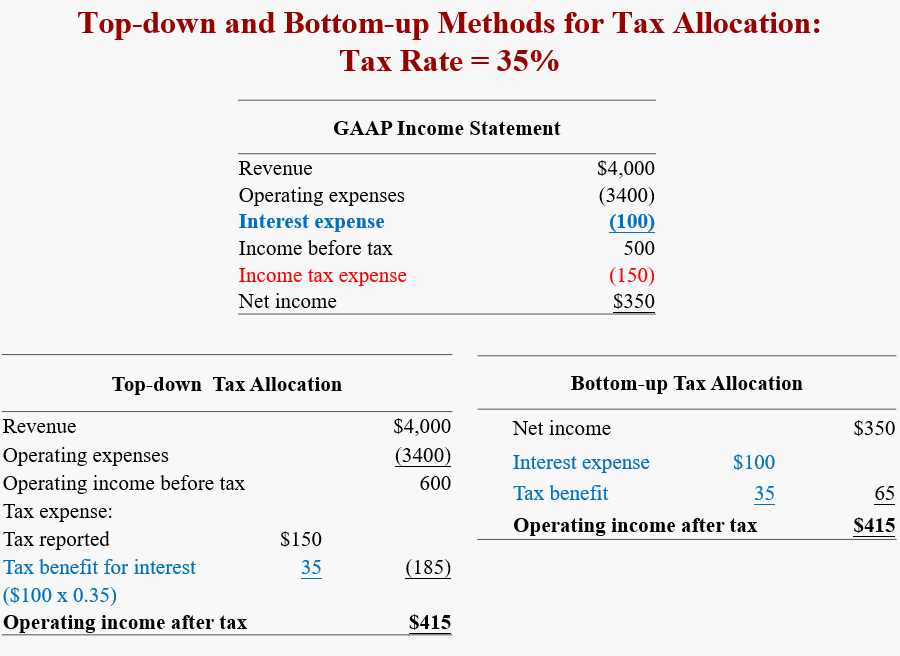 Top-down and Bottom-up Methods for Tax Allocation:
Tax Rate = 35%
GAAP Income Statement
Revenue $4,000
Operating expenses (3400)
Interest expense (100)
Income before tax 500
Income tax expense (150)
Net income $350
Top-down Tax Allocation
Revenue $4,000
Operating expenses (3400)
Operating income before tax 600
Tax expense:
Tax reported $150
Tax benefit for interest 35 (185)
($100 x 0.35)
Operating income after tax $415
Bottom-up Tax Allocation
Net income $350
Interest expense $100
Tax benefit 35 65
Operating income after tax $415